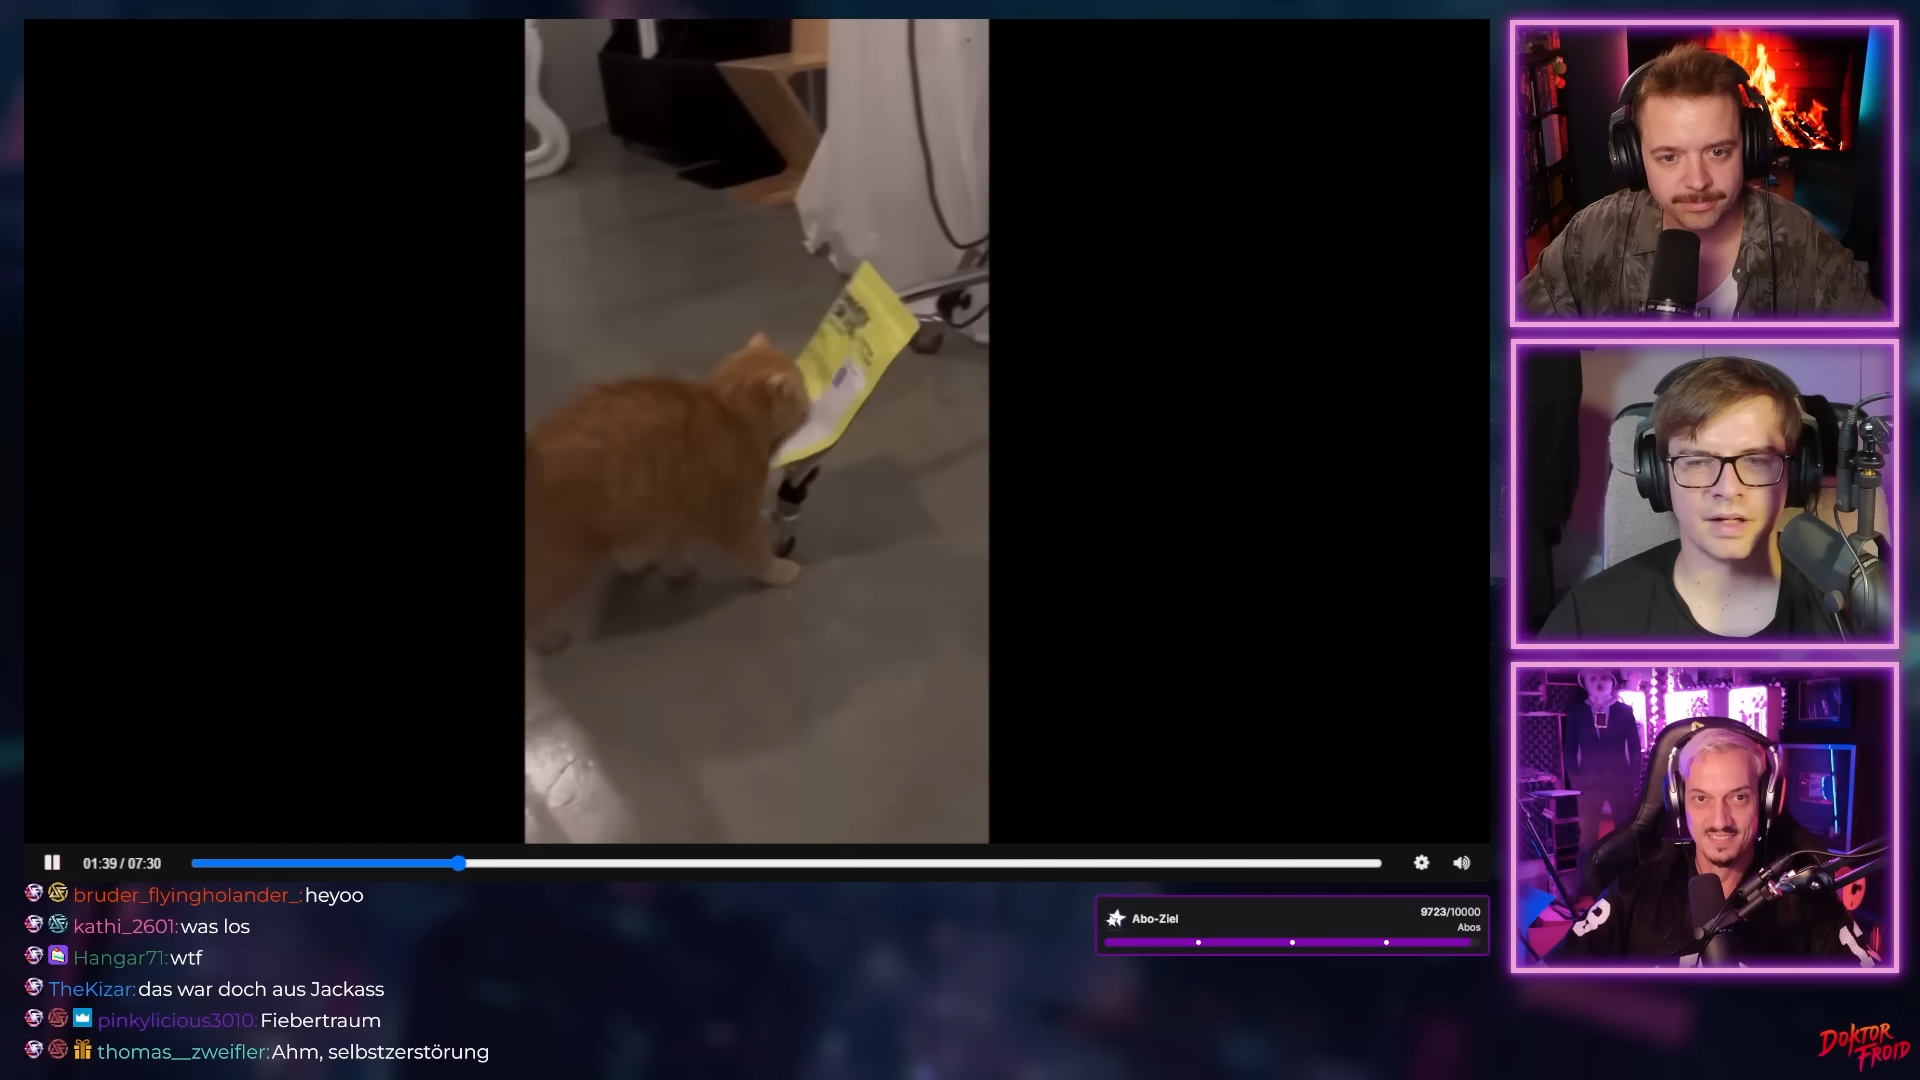 01:39 / 07:30
bruder_flyingholander_: heyoo
kathi_2601: was los
Hangar71: wtf
TheKizar: das war doch aus Jackass
pinkylicious3010: Fiebertraum
thomas__zweifler: Ahm, selbstzerstörung
Abo-Ziel
9723/10000
Abos
DOKTOR
FROID